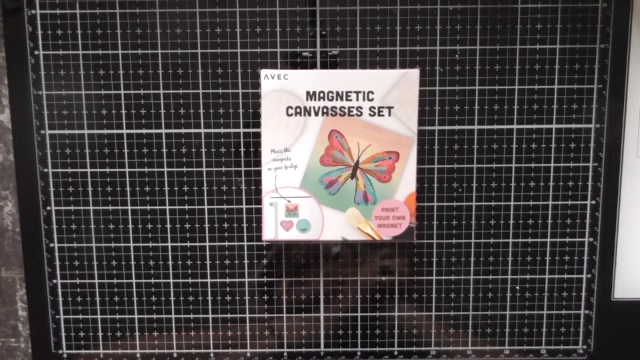 AVEC
MAGNETIC
CANVASSES SET
Place the
magnets
on your fridge
PAINT
YOUR OWN
MAGNET